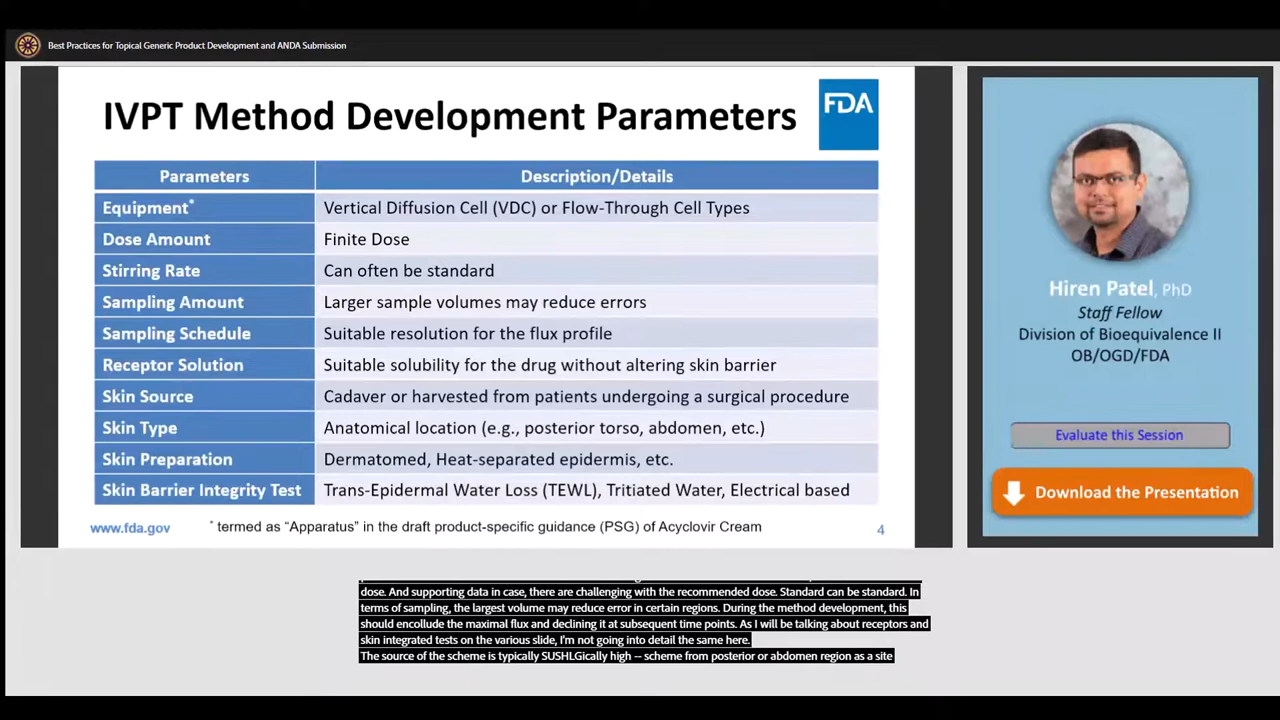 Best Practices for Topical Generic Product Development and ANDA Submission
IVPT Method Development Parameters
FDA
Parameters Description/Details
Equipment* Vertical Diffusion Cell (VDC) or Flow-Through Cell Types
Dose Amount Finite Dose
Stirring Rate Can often be standard
Sampling Amount Larger sample volumes may reduce errors
Sampling Schedule Suitable resolution for the flux profile
Receptor Solution Suitable solubility for the drug without altering skin barrier
Skin Source Cadaver or harvested from patients undergoing a surgical procedure
Skin Type Anatomical location (e.g., posterior torso, abdomen, etc.)
Skin Preparation Dermatomed, Heat-separated epidermis, etc.
Skin Barrier Integrity Test Trans-Epidermal Water Loss (TEWL), Tritiated Water, Electrical based
www.fda.gov * termed as “Apparatus” in the draft product-specific guidance (PSG) of Acyclovir Cream 4
Hiren Patel, PhD
Staff Fellow
Division of Bioequivalence II
OB/OGD/FDA
Evaluate this Session
Download the Presentation
dose. And supporting data in case, there are challenging with the recommended dose. Standard can be standard. In
terms of sampling, the largest volume may reduce error in certain regions. During the method development, this
should encollude the maximal flux and declining it at subsequent time points. As I will be talking about receptors and
skin integrated tests on the various slide, I'm not going into detail the same here.
The source of the scheme is typically SUSHLGically high -- scheme from posterior or abdomen region as a site